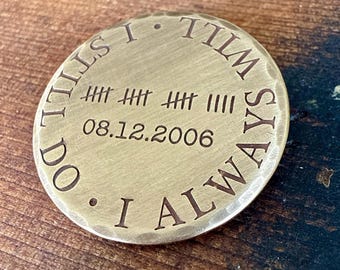 I STILL DO · I ALWAYS WILL ·
𝍸 𝍸 𝍸 ||||
08.12.2006